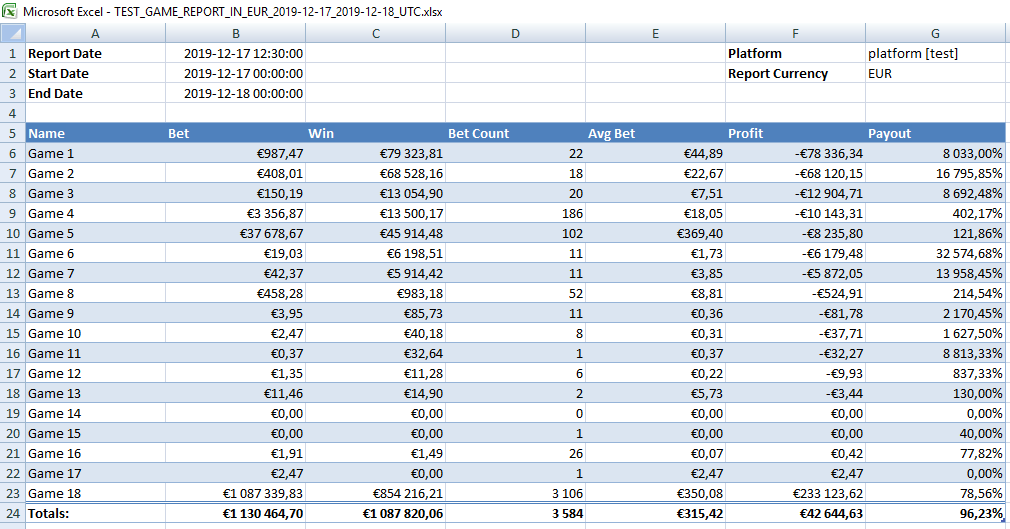 Microsoft Excel - TEST_GAME_REPORT_IN_EUR_2019-12-17_2019-12-18_UTC.xlsx
A B C D E F G
1 Report Date 2019-12-17 12:30:00 Platform platform [test]
2 Start Date 2019-12-17 00:00:00 Report Currency EUR
3 End Date 2019-12-18 00:00:00
4
5 Name Bet Win Bet Count Avg Bet Profit Payout
6 Game 1 €987,47 €79 323,81 22 €44,89 -€78 336,34 8 033,00%
7 Game 2 €408,01 €68 528,16 18 €22,67 -€68 120,15 16 795,85%
8 Game 3 €150,19 €13 054,90 20 €7,51 -€12 904,71 8 692,48%
9 Game 4 €3 356,87 €13 500,17 186 €18,05 -€10 143,31 402,17%
10 Game 5 €37 678,67 €45 914,48 102 €369,40 -€8 235,80 121,86%
11 Game 6 €19,03 €6 198,51 11 €1,73 -€6 179,48 32 574,68%
12 Game 7 €42,37 €5 914,42 11 €3,85 -€5 872,05 13 958,45%
13 Game 8 €458,28 €983,18 52 €8,81 -€524,91 214,54%
14 Game 9 €3,95 €85,73 11 €0,36 -€81,78 2 170,45%
15 Game 10 €2,47 €40,18 8 €0,31 -€37,71 1 627,50%
16 Game 11 €0,37 €32,64 1 €0,37 -€32,27 8 813,33%
17 Game 12 €1,35 €11,28 6 €0,22 -€9,93 837,33%
18 Game 13 €11,46 €14,90 2 €5,73 -€3,44 130,00%
19 Game 14 €0,00 €0,00 0 €0,00 €0,00 0,00%
20 Game 15 €0,00 €0,00 1 €0,00 €0,00 40,00%
21 Game 16 €1,91 €1,49 26 €0,07 €0,42 77,82%
22 Game 17 €2,47 €0,00 1 €2,47 €2,47 0,00%
23 Game 18 €1 087 339,83 €854 216,21 3 106 €350,08 €233 123,62 78,56%
24 Totals: €1 130 464,70 €1 087 820,06 3 584 €315,42 €42 644,63 96,23%